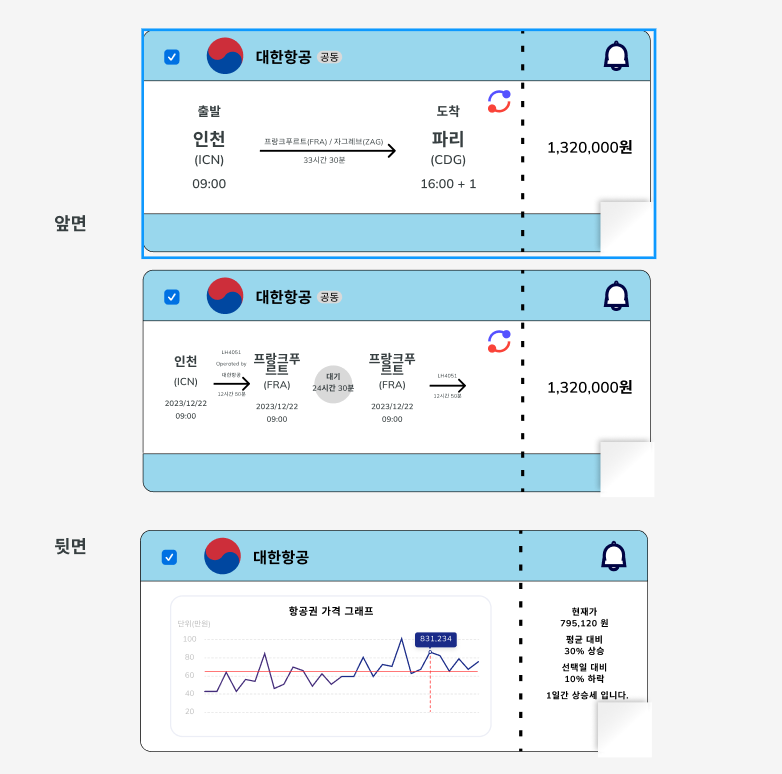 앞면
대한항공 공동
출발
인천
(ICN)
09:00
프랑크푸르트(FRA) / 자그레브(ZAG)
33시간 30분
도착
파리
(CDG)
16:00 + 1
1,320,000원
대한항공 공동
인천
(ICN)
2023/12/22
09:00
LH4051
Operated by
대한항공
12시간 50분
프랑크푸
르트
(FRA)
2023/12/22
09:00
대기
24시간 30분
프랑크푸
르트
(FRA)
2023/12/22
09:00
LH4051
12시간 50분
1,320,000원
뒷면
대한항공
항공권 가격 그래프
단위(만원)
100
80
60
40
20
831,234
현재가
795,120 원
평균 대비
30% 상승
선택일 대비
10% 하락
1일간 상승세 입니다.